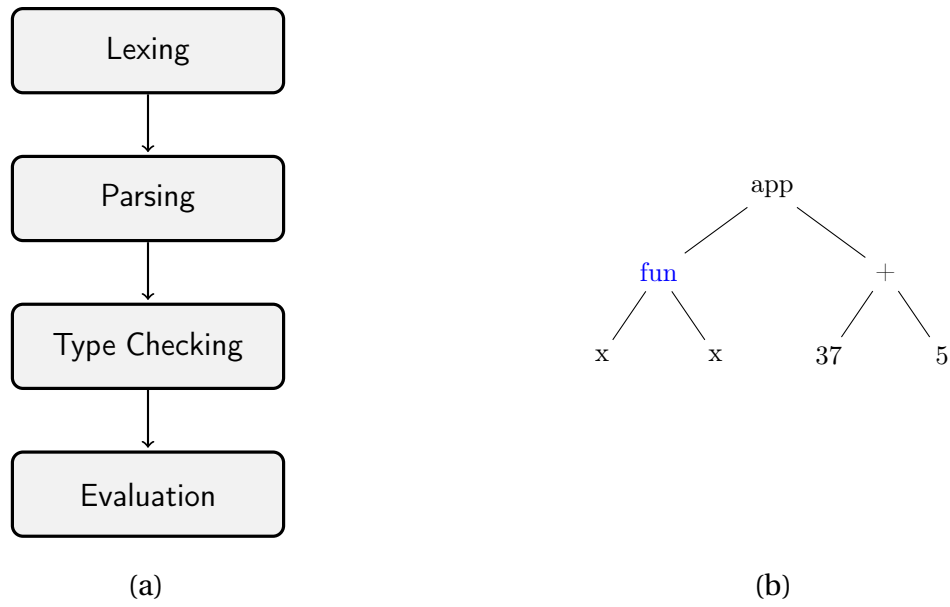 Lexing
Parsing
Type Checking
Evaluation
(a)
app
fun +
x x 37 5
(b)